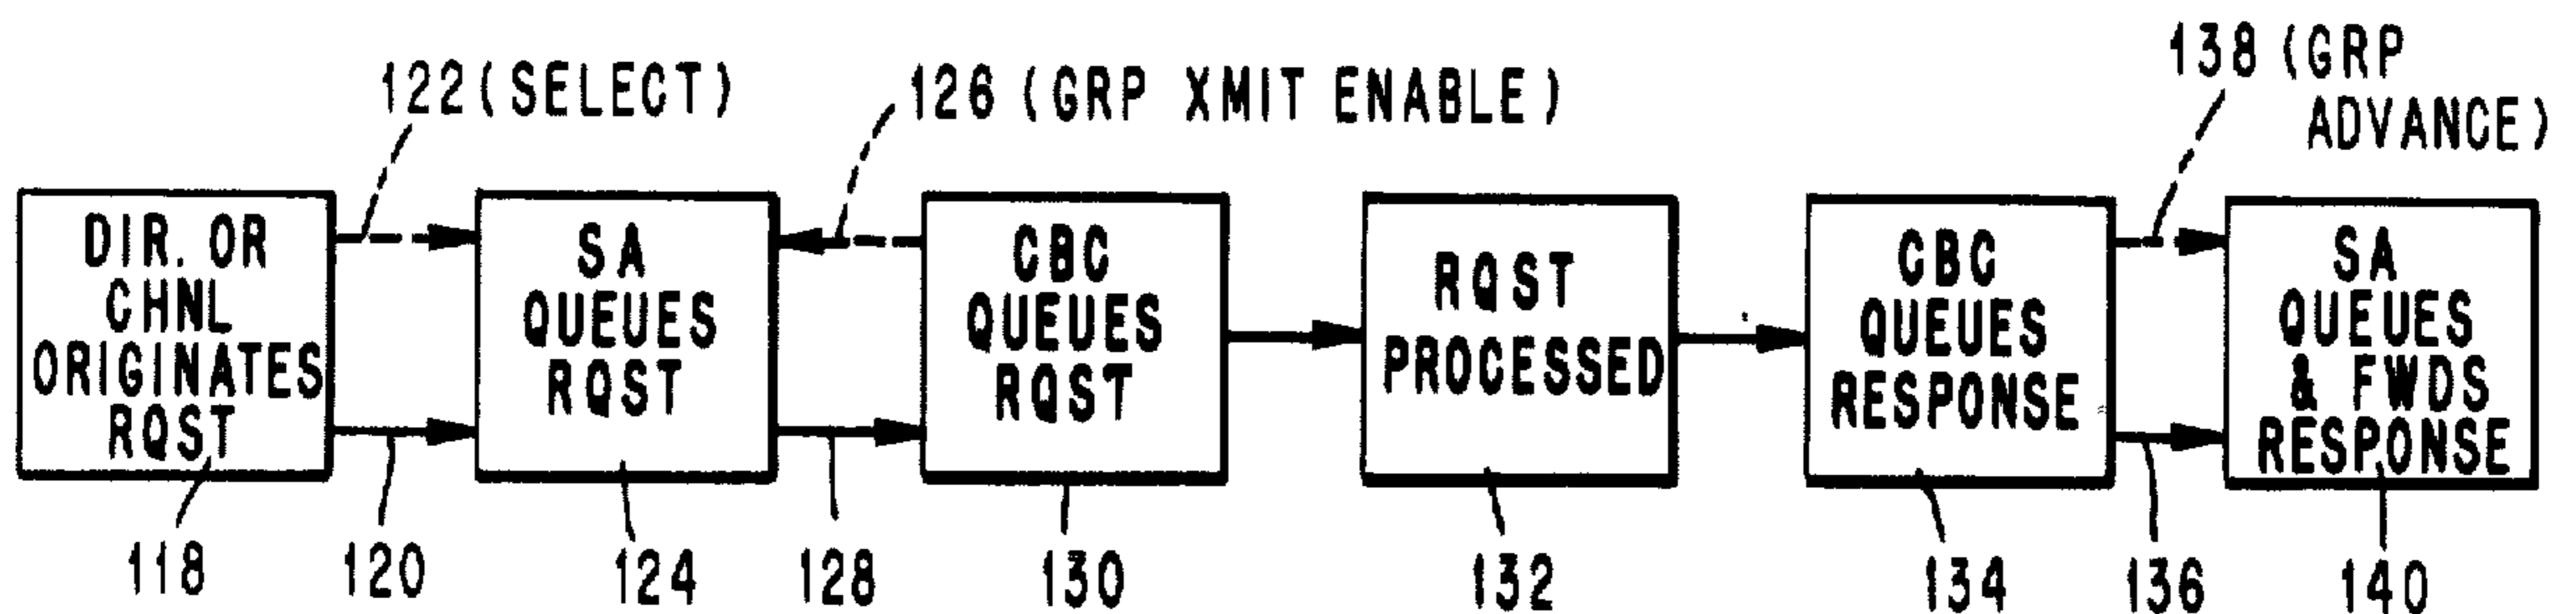 122 (SELECT)
126 (GRP XMIT ENABLE)
138 (GRP
ADVANCE)
DIR. OR
CHNL
ORIGINATES
RQST
SA
QUEUES
RQST
CBC
QUEUES
RQST
RQST
PROCESSED
CBC
QUEUES
RESPONSE
SA
QUEUES
& FWDS
RESPONSE
118
120
124
128
130
132
134
136
140